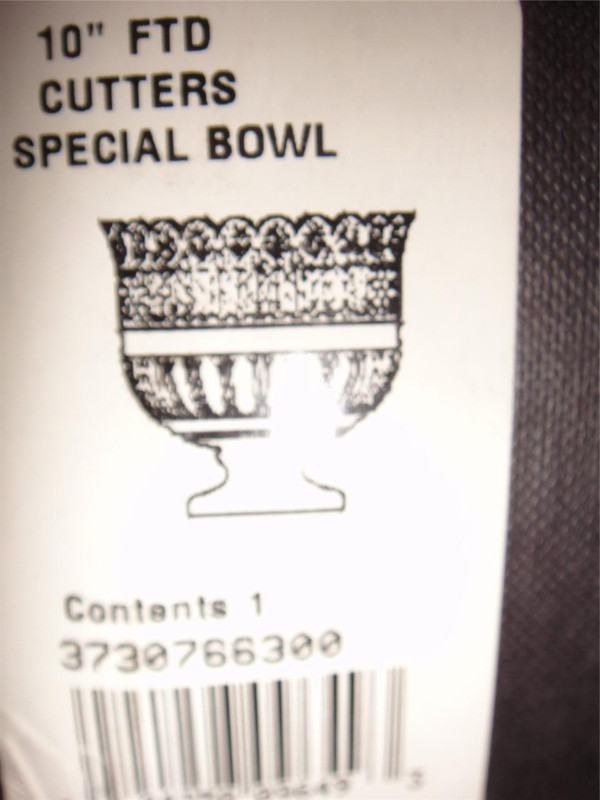 10" FTD
CUTTERS
SPECIAL BOWL
Contents 1
3730766300